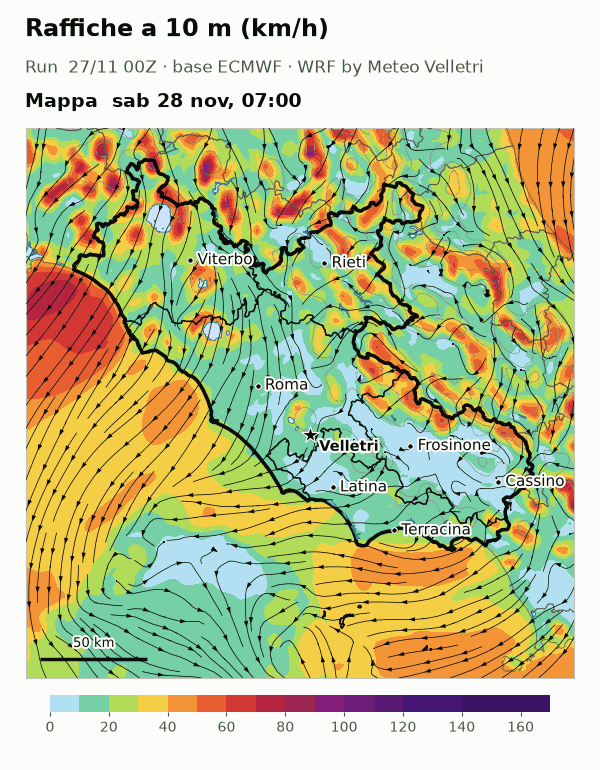 Raffiche a 10 m (km/h)
Run  27/11 00Z · base ECMWF · WRF by Meteo Velletri
Mappa  sab 28 nov, 07:00
Viterbo
Rieti
Roma
Velletri
Frosinone
Cassino
Latina
Terracina
50 km
0 20 40 60 80 100 120 140 160